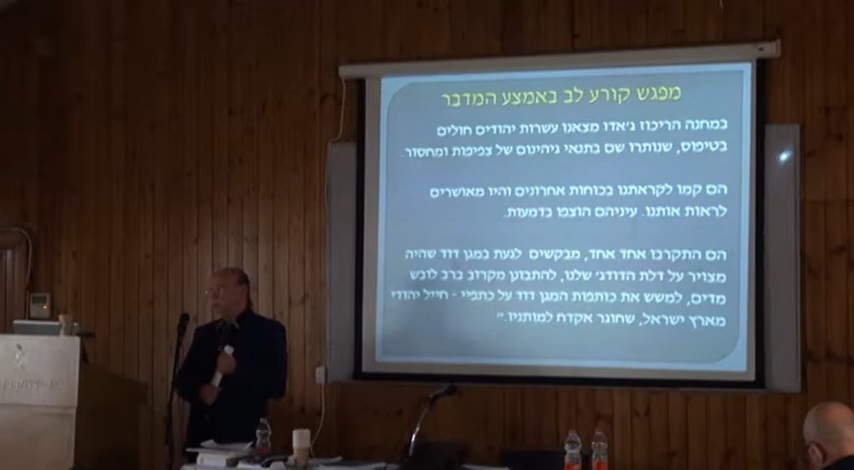 מפגש קורע לב באמצע המדבר
במחנה הריכוז ג'אדו מצאנו עשרות יהודים חולים
בטיפוס, שנותרו שם בתנאי גיהינום של צפיפות ומחסור.
הם קמו לקראתנו בכוחות אחרונים והיו מאושרים
לראות אותנו. עיניהם הוצפו בדמעות.
הם התקרבו אחד אחד, מבקשים לגעת במגן דוד שהיה
מצויר על דלת הדודג' שלנו, להתבונן מקרוב ברב לובש
מדים, למשש את כותפות המגן דוד על כתפיי - חייל יהודי
מארץ ישראל, שחוגר אקדח למותניו."